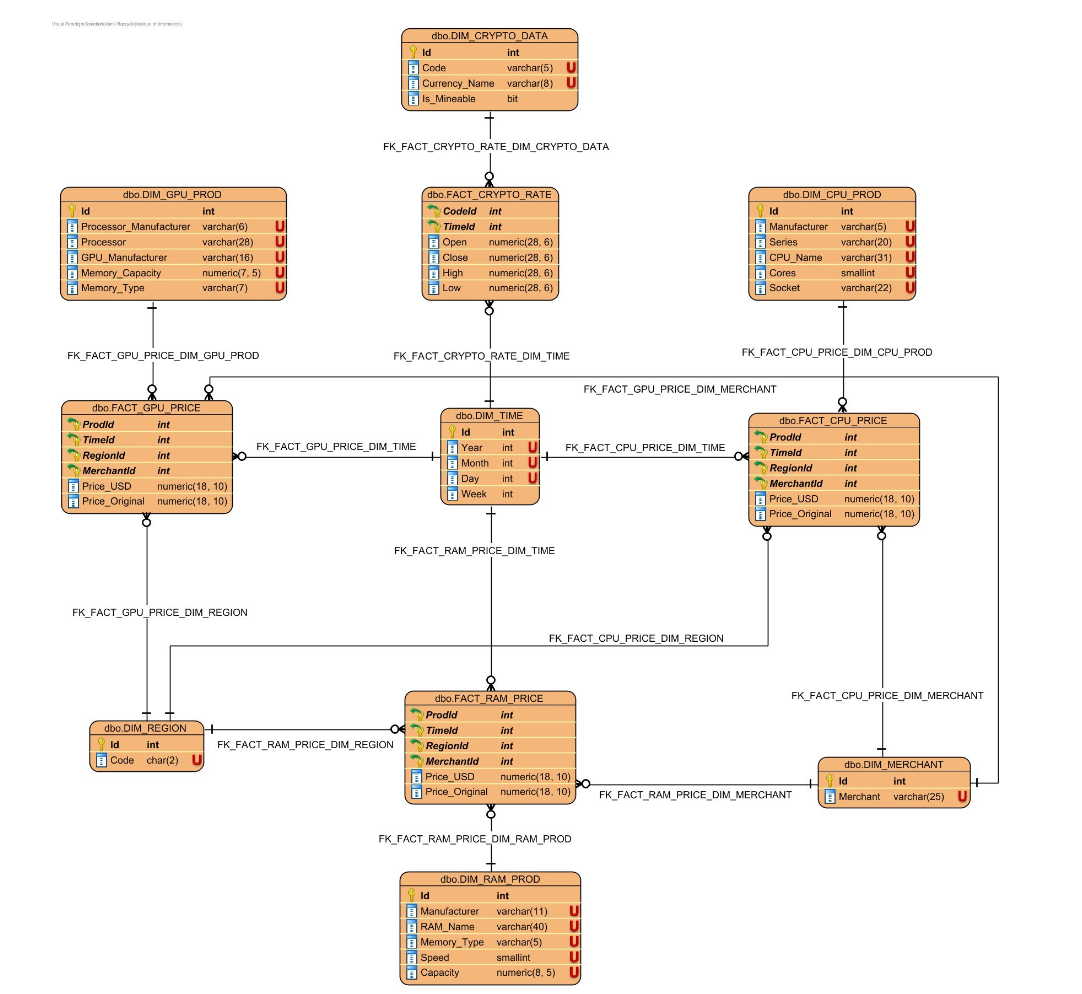 dbo.DIM_CRYPTO_DATA
Id int
Code varchar(5) U
Currency_Name varchar(8) U
Is_Mineable bit
FK_FACT_CRYPTO_RATE_DIM_CRYPTO_DATA
dbo.DIM_GPU_PROD
Id int
Processor_Manufacturer varchar(6) U
Processor varchar(28) U
GPU_Manufacturer varchar(16) U
Memory_Capacity numeric(7, 5) U
Memory_Type varchar(7) U
dbo.FACT_CRYPTO_RATE
CodeId int
TimeId int
Open numeric(28, 6)
Close numeric(28, 6)
High numeric(28, 6)
Low numeric(28, 6)
dbo.DIM_CPU_PROD
Id int
Manufacturer varchar(5) U
Series varchar(20) U
CPU_Name varchar(31) U
Cores smallint U
Socket varchar(22) U
FK_FACT_GPU_PRICE_DIM_GPU_PROD
FK_FACT_CRYPTO_RATE_DIM_TIME
FK_FACT_CPU_PRICE_DIM_CPU_PROD
FK_FACT_GPU_PRICE_DIM_MERCHANT
dbo.FACT_GPU_PRICE
ProdId int
TimeId int
RegionId int
MerchantId int
Price_USD numeric(18, 10)
Price_Original numeric(18, 10)
FK_FACT_GPU_PRICE_DIM_TIME
dbo.DIM_TIME
Id int
Year int U
Month int U
Day int U
Week int
FK_FACT_CPU_PRICE_DIM_TIME
dbo.FACT_CPU_PRICE
ProdId int
TimeId int
RegionId int
MerchantId int
Price_USD numeric(18, 10)
Price_Original numeric(18, 10)
FK_FACT_RAM_PRICE_DIM_TIME
FK_FACT_GPU_PRICE_DIM_REGION
FK_FACT_CPU_PRICE_DIM_REGION
FK_FACT_CPU_PRICE_DIM_MERCHANT
dbo.DIM_REGION
Id int
Code char(2) U
FK_FACT_RAM_PRICE_DIM_REGION
dbo.FACT_RAM_PRICE
ProdId int
TimeId int
RegionId int
MerchantId int
Price_USD numeric(18, 10)
Price_Original numeric(18, 10)
FK_FACT_RAM_PRICE_DIM_MERCHANT
dbo.DIM_MERCHANT
Id int
Merchant varchar(25) U
FK_FACT_RAM_PRICE_DIM_RAM_PROD
dbo.DIM_RAM_PROD
Id int
Manufacturer varchar(11) U
RAM_Name varchar(40) U
Memory_Type varchar(5) U
Speed smallint U
Capacity numeric(8, 5) U